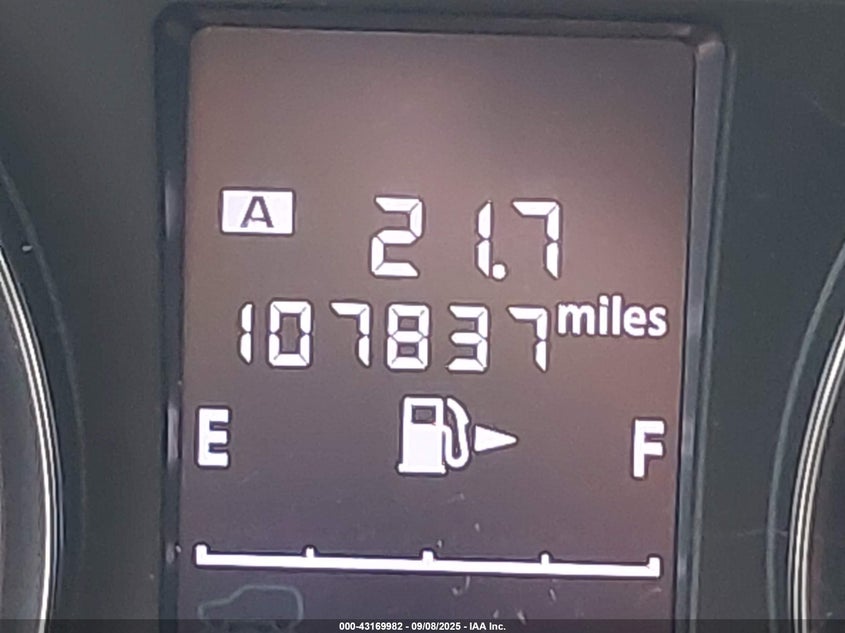 A 21.7
107837 miles
E F
000-43169982 - 09/08/2025 - IAA Inc.